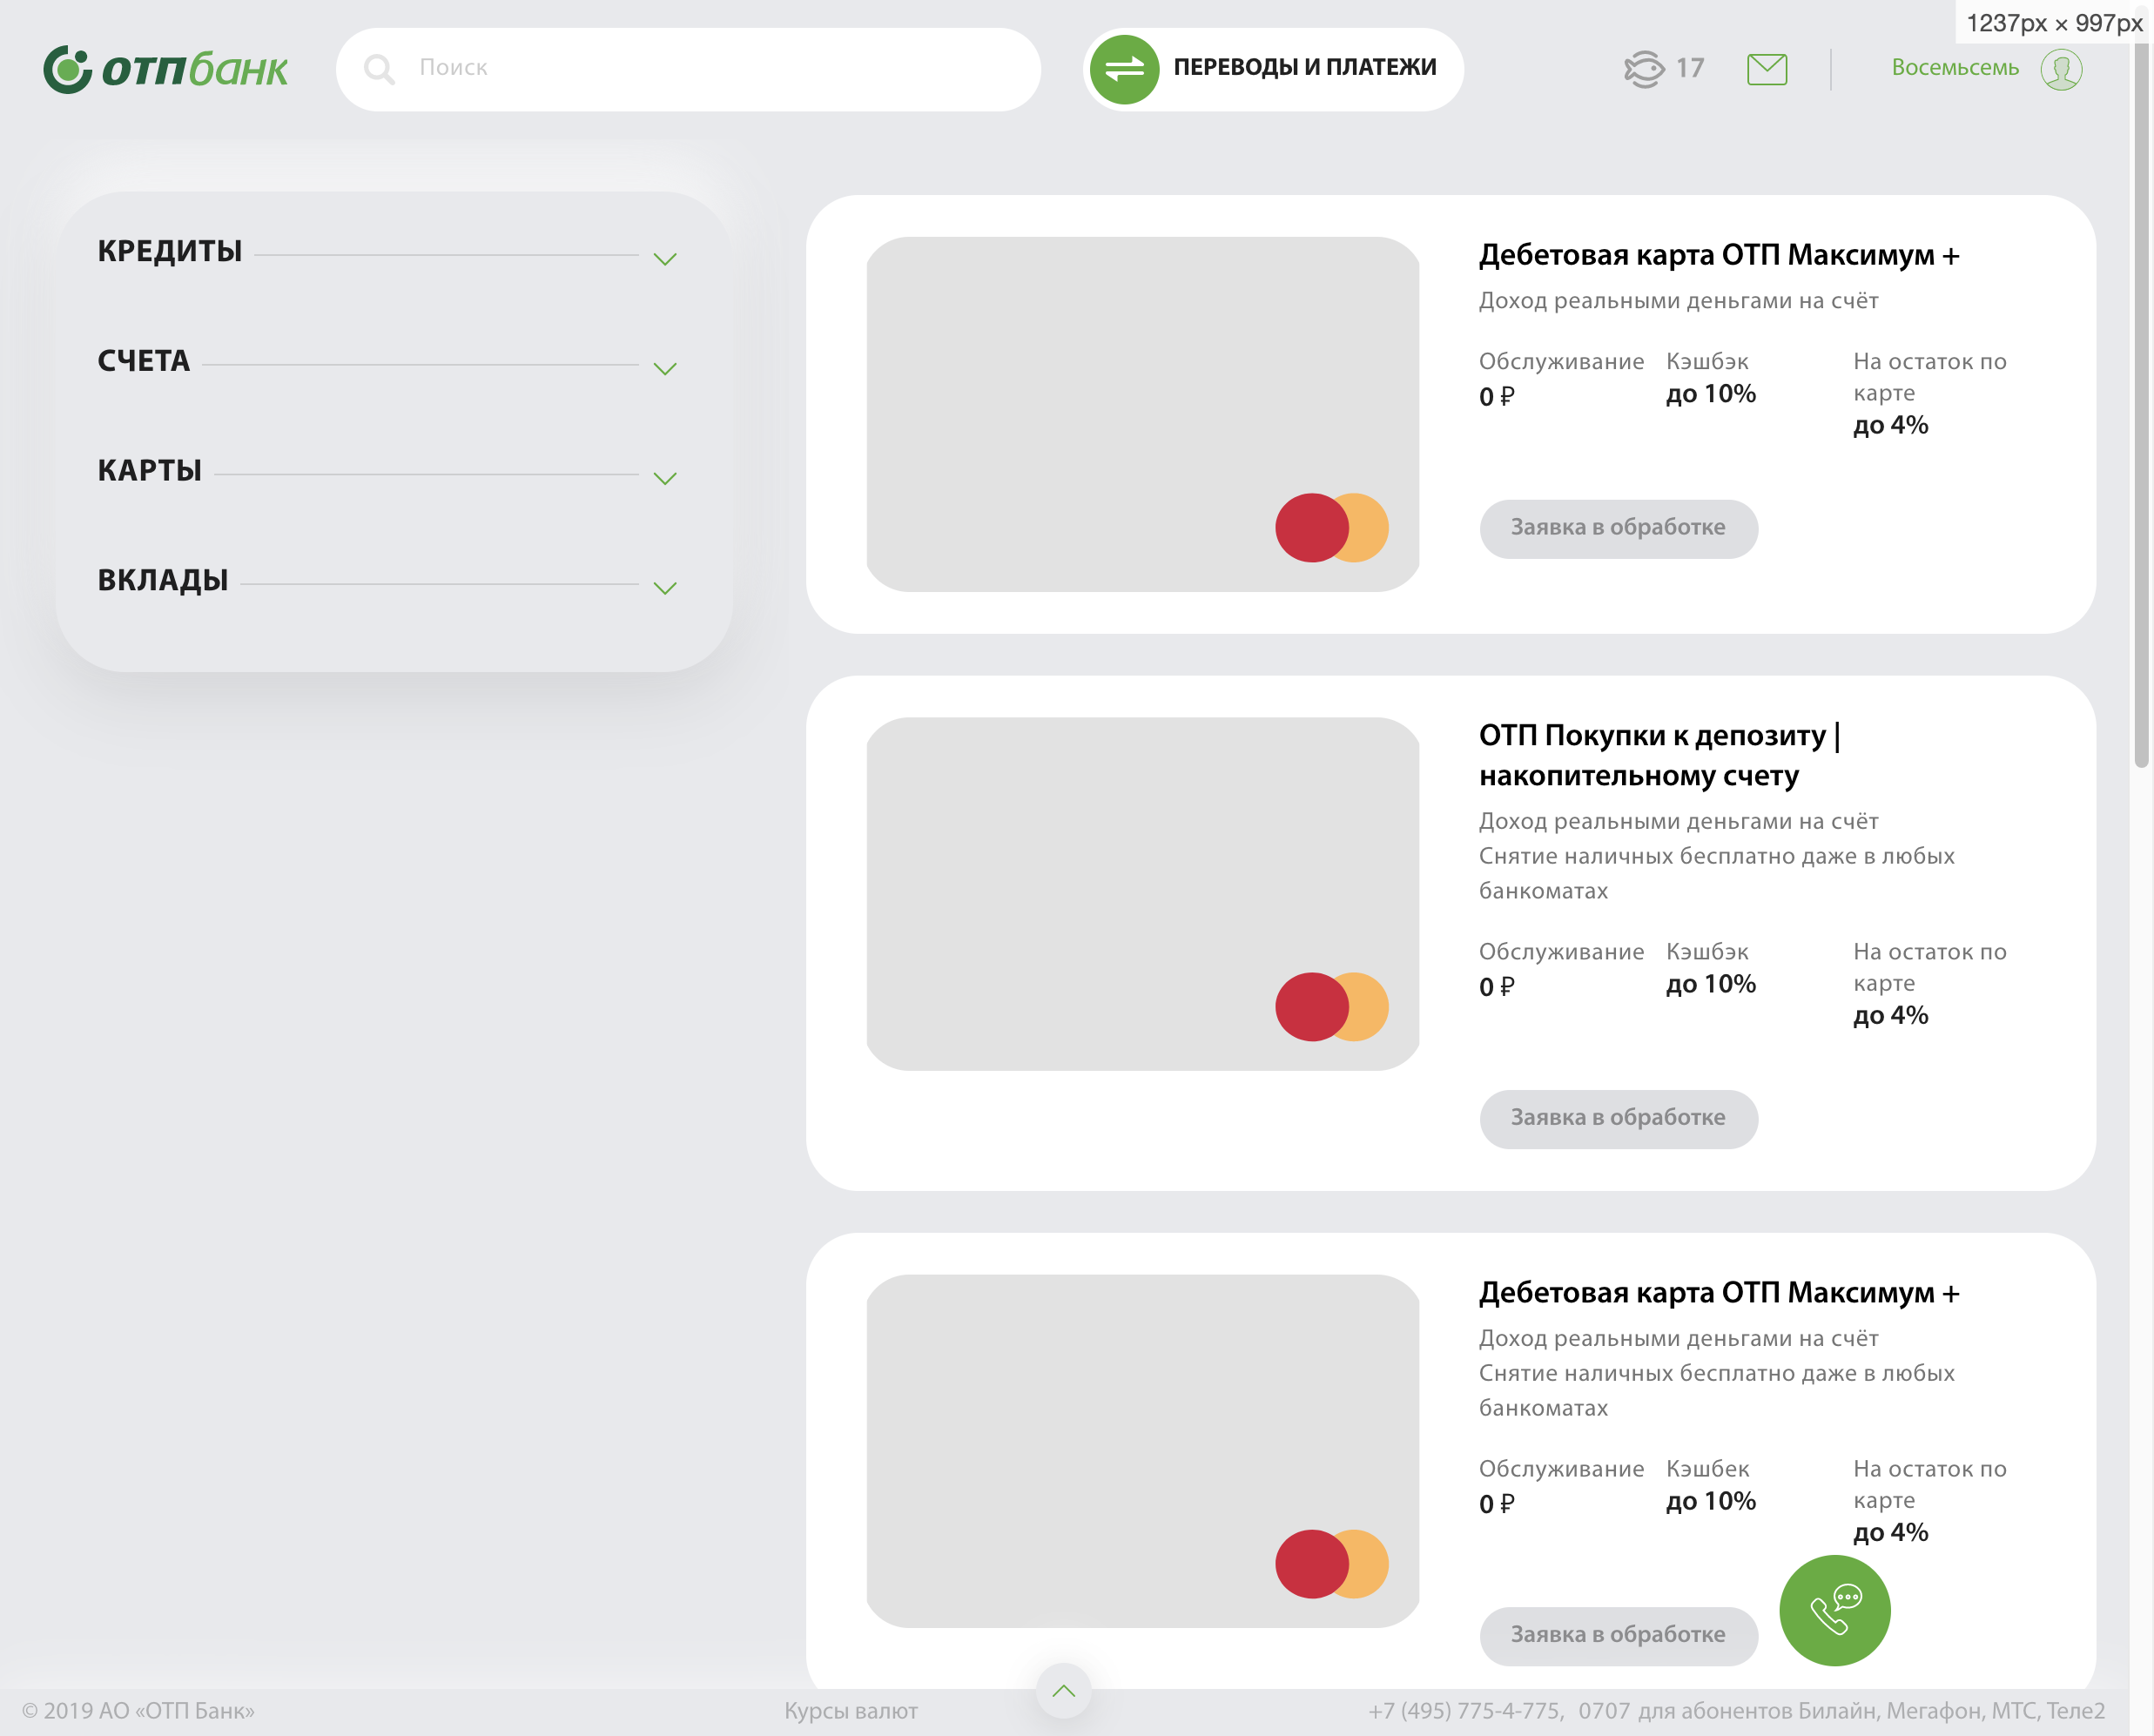 1237px × 997px
отпбанк
Поиск
ПЕРЕВОДЫ И ПЛАТЕЖИ
17
Восемьсемь
КРЕДИТЫ
СЧЕТА
КАРТЫ
ВКЛАДЫ
Дебетовая карта ОТП Максимум +
Доход реальными деньгами на счёт
Обслуживание Кэшбэк На остаток по
карте
0 ₽ до 10% до 4%
Заявка в обработке
ОТП Покупки к депозиту |
накопительному счету
Доход реальными деньгами на счёт
Снятие наличных бесплатно даже в любых
банкоматах
Обслуживание Кэшбэк На остаток по
карте
0 ₽ до 10% до 4%
Заявка в обработке
Дебетовая карта ОТП Максимум +
Доход реальными деньгами на счёт
Снятие наличных бесплатно даже в любых
банкоматах
Обслуживание Кэшбек На остаток по
карте
0 ₽ до 10% до 4%
Заявка в обработке
© 2019 АО «ОТП Банк» Курсы валют +7 (495) 775-4-775, 0707 для абонентов Билайн, Мегафон, МТС, Теле2